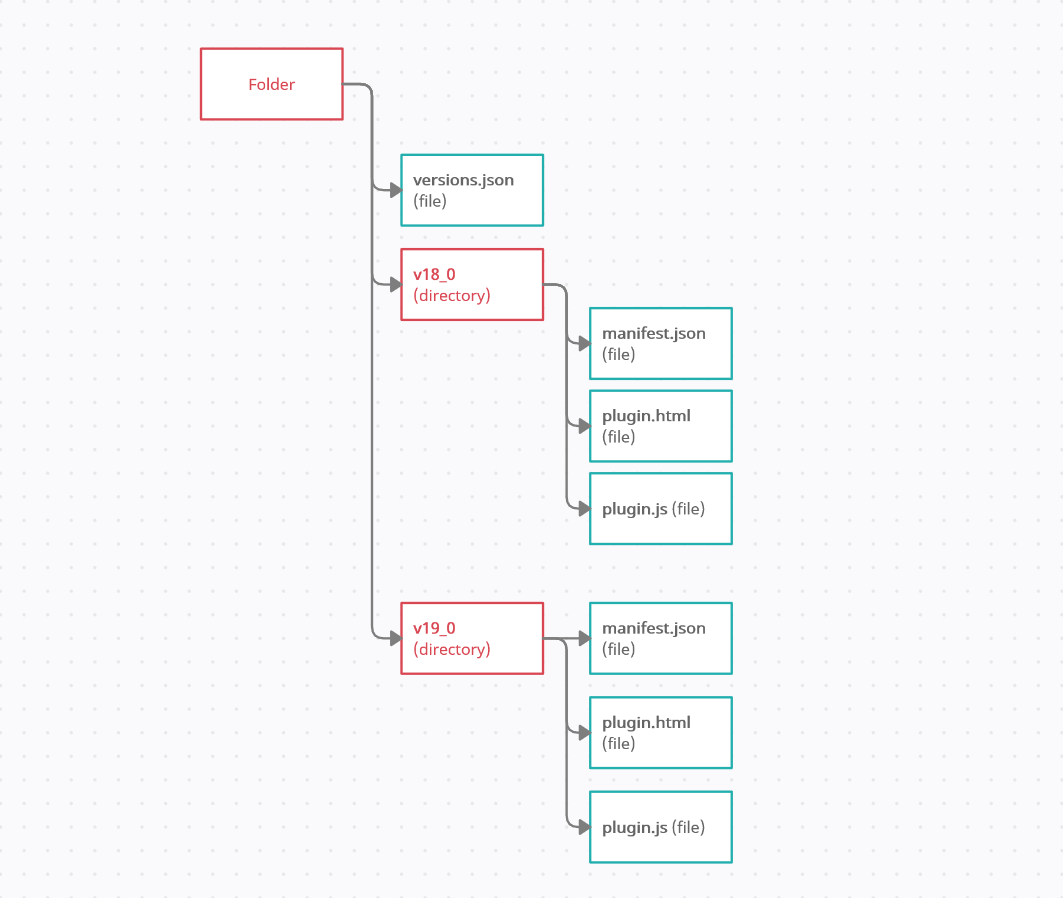 Folder
versions.json
(file)
v18_0
(directory)
manifest.json
(file)
plugin.html
(file)
plugin.js (file)
v19_0
(directory)
manifest.json
(file)
plugin.html
(file)
plugin.js (file)